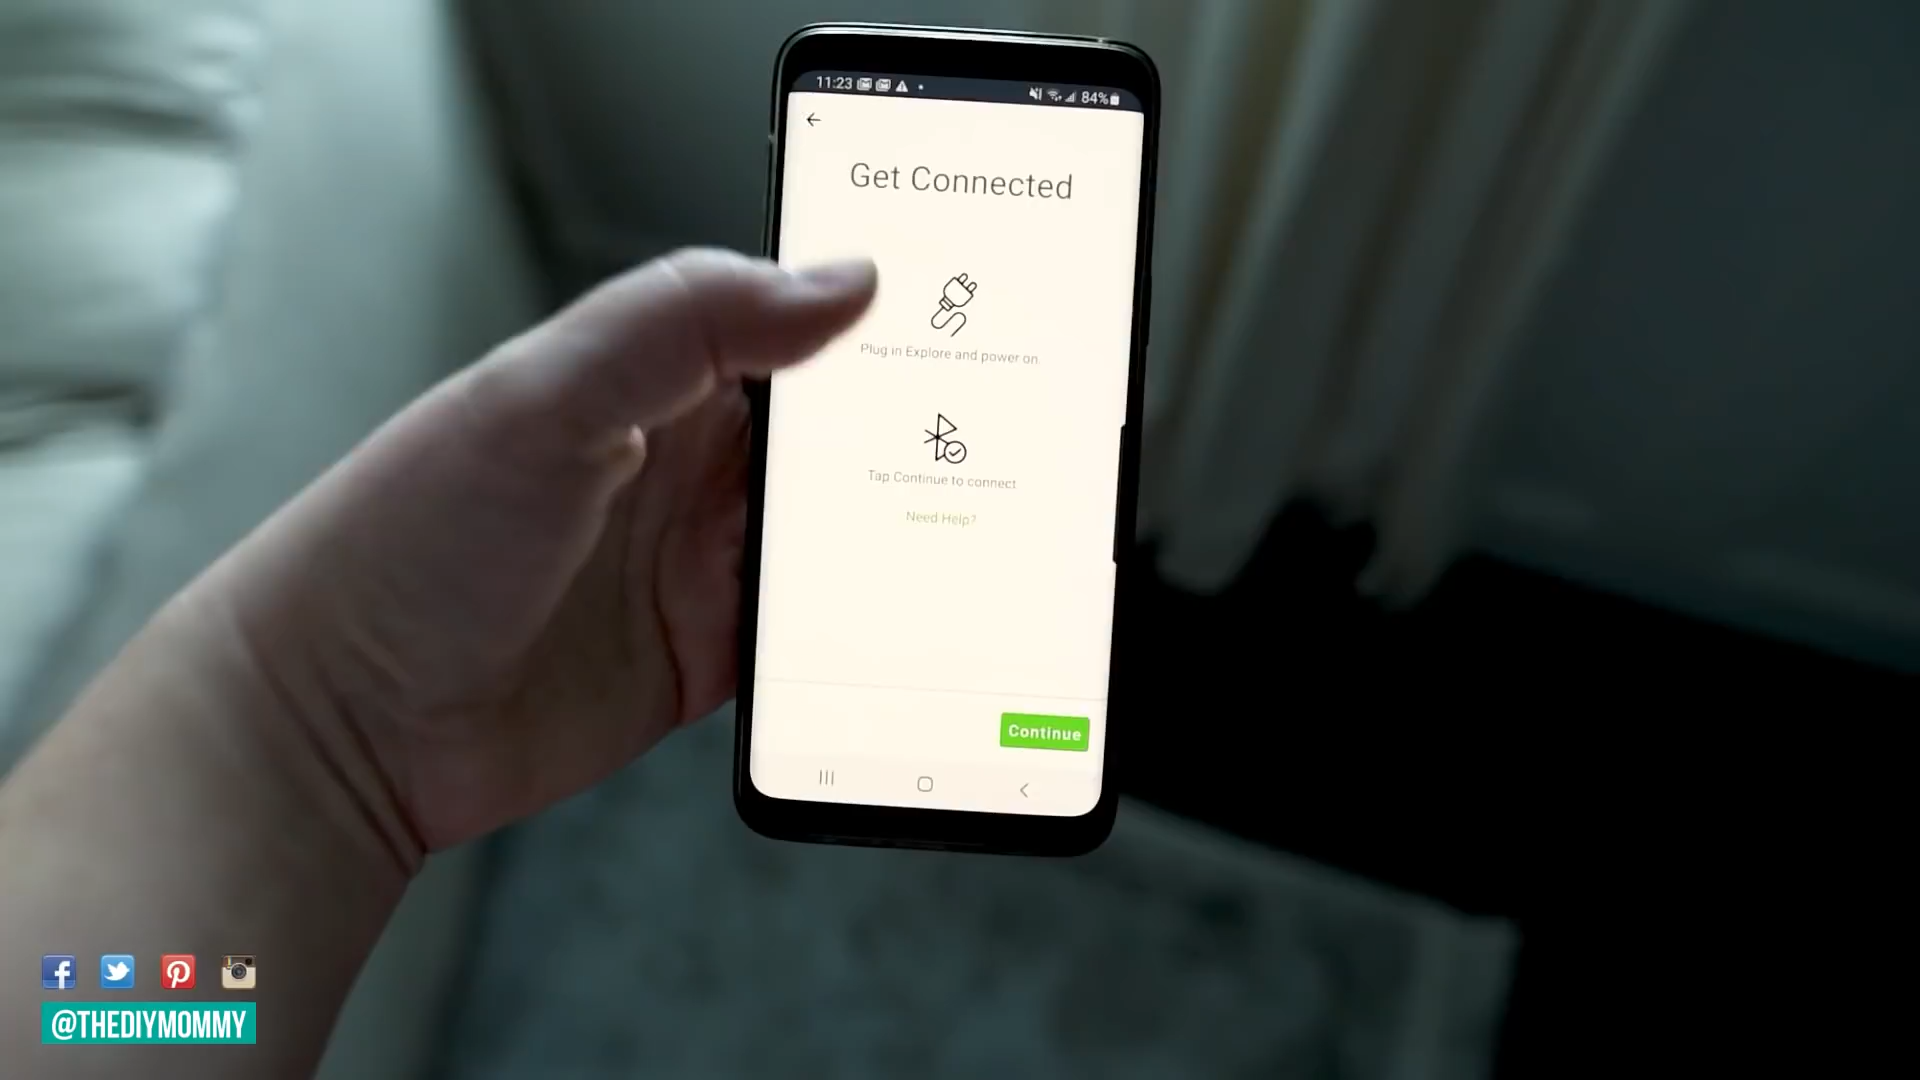 11:23
84%
Get Connected
Plug in Explore and power on
Tap Continue to connect
Need Help?
Continue
@THEDIYMOMMY